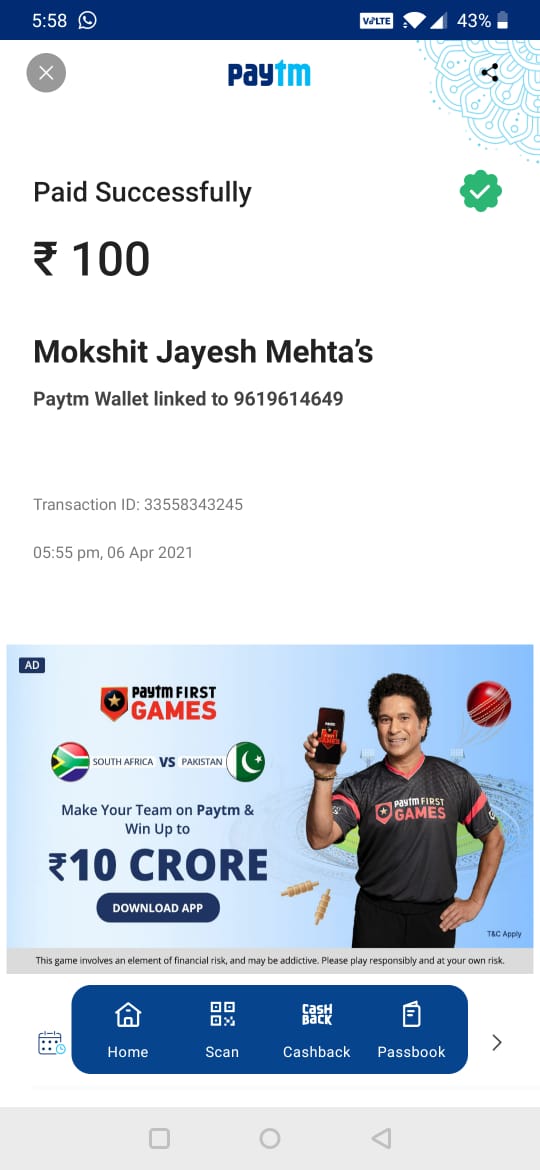 5:58
VoLTE
43%
paytm
Paid Successfully
₹ 100
Mokshit Jayesh Mehta's
Paytm Wallet linked to 9619614649
Transaction ID: 33558343245
05:55 pm, 06 Apr 2021
AD
paytm FIRST
GAMES
SOUTH AFRICA VS PAKISTAN
Make Your Team on Paytm &
Win Up to
₹10 CRORE
DOWNLOAD APP
paytm FIRST
GAMES
T&C Apply
This game involves an element of financial risk, and may be addictive. Please play responsibly and at your own risk.
CASH
BACK
Home
Scan
Cashback
Passbook